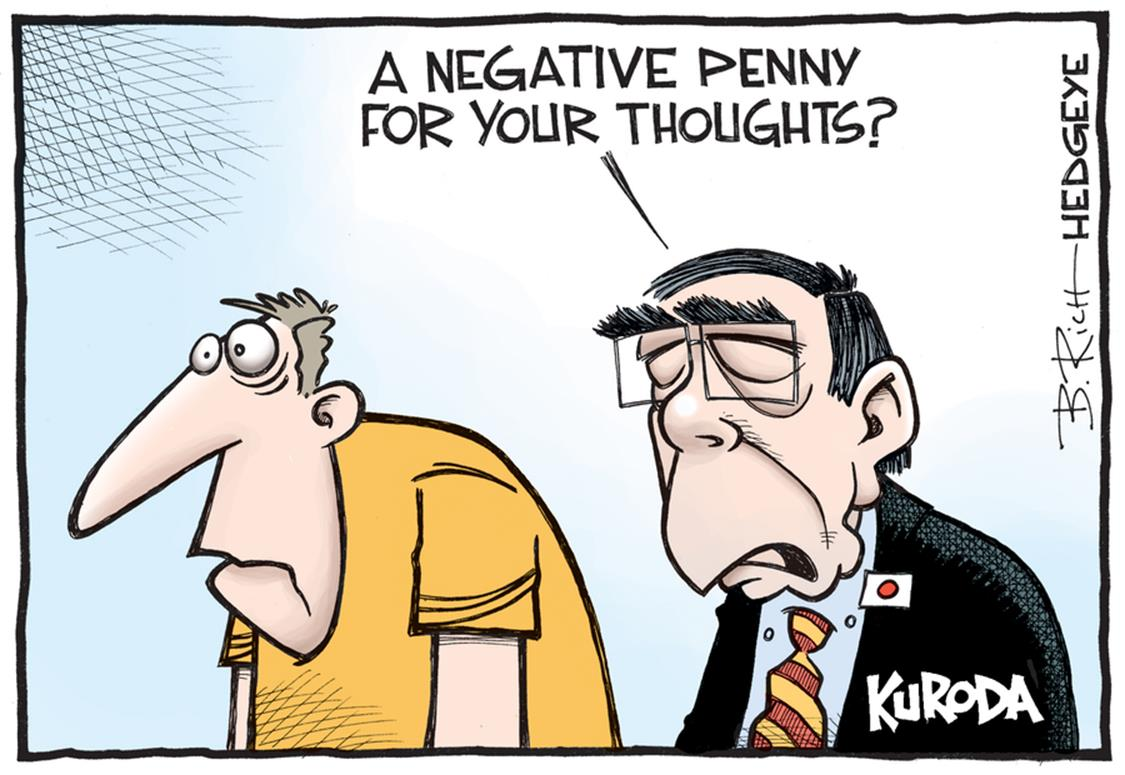 A NEGATIVE PENNY
FOR YOUR THOUGHTS?
B. RICH — HEDGEYE
KURODA